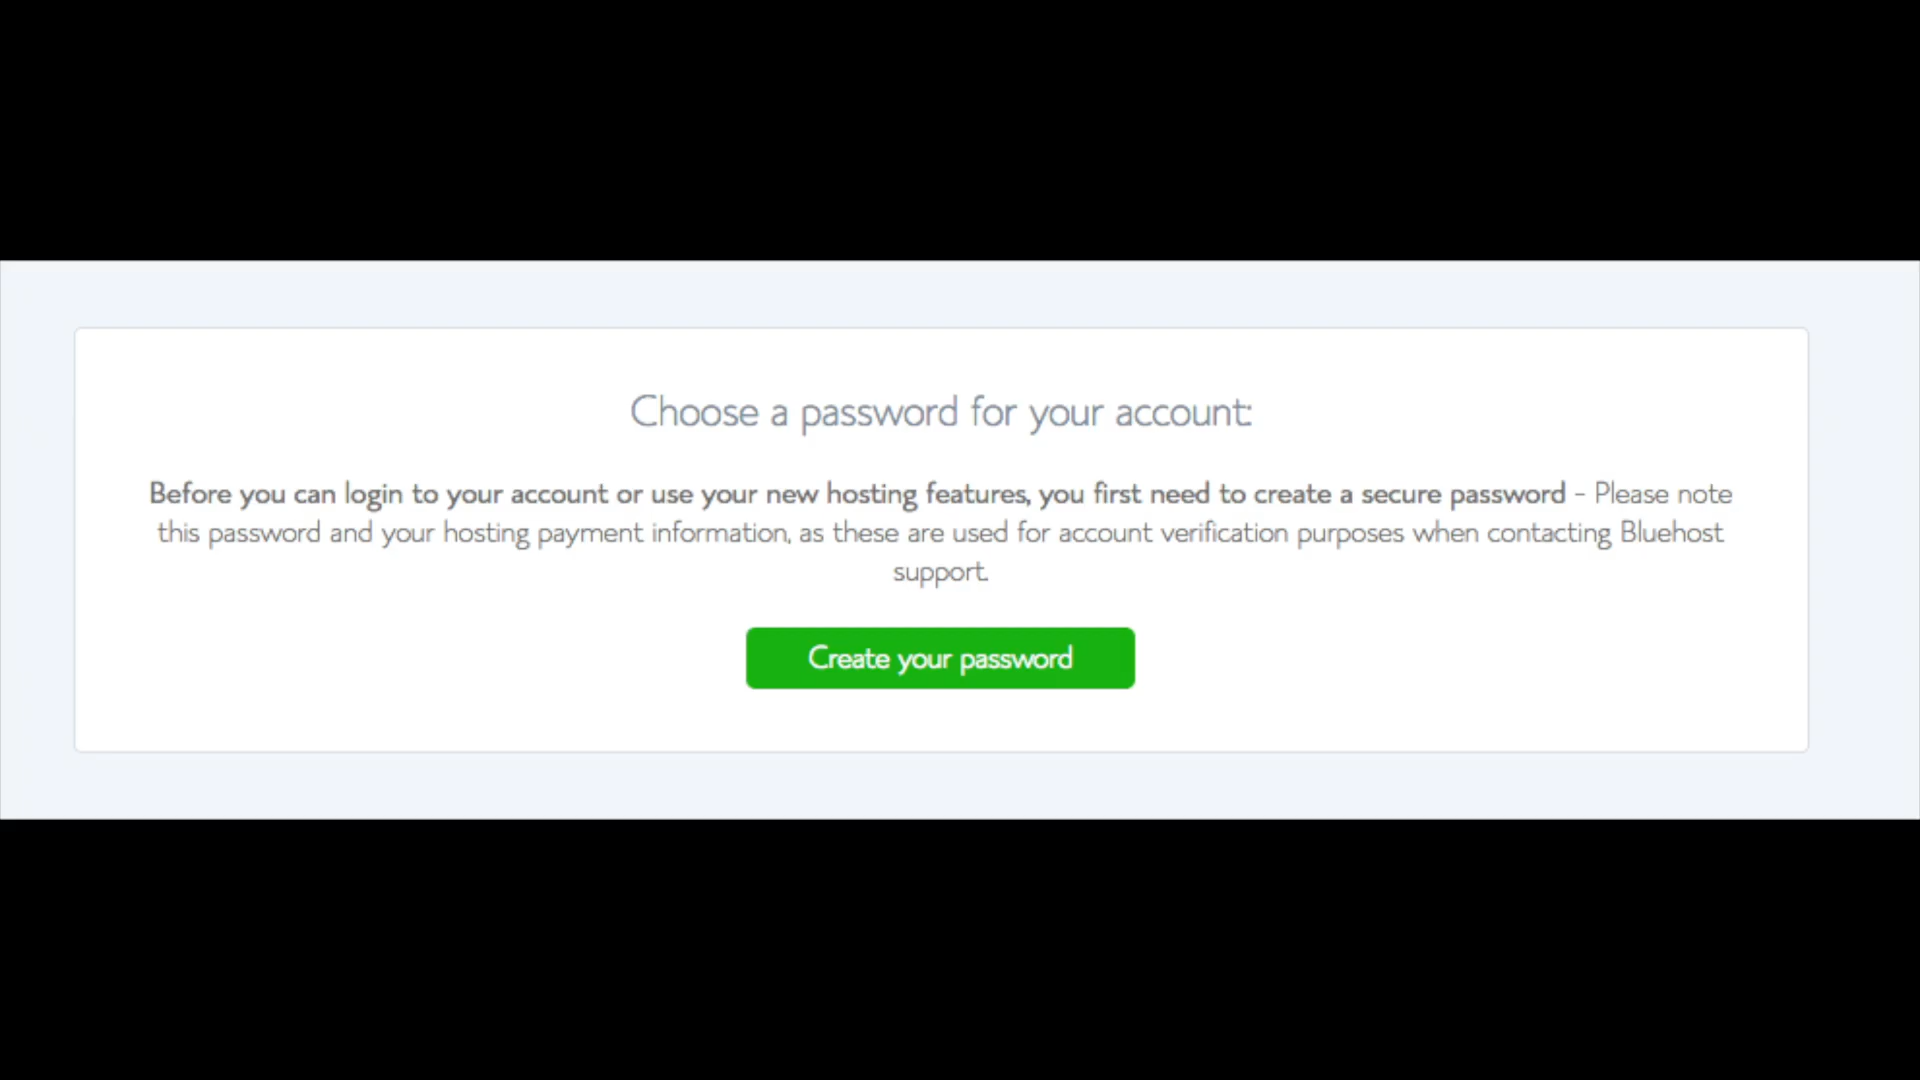 Choose a password for your account:
Before you can login to your account or use your new hosting features, you first need to create a secure password - Please note
this password and your hosting payment information, as these are used for account verification purposes when contacting Bluehost
support.
Create your password